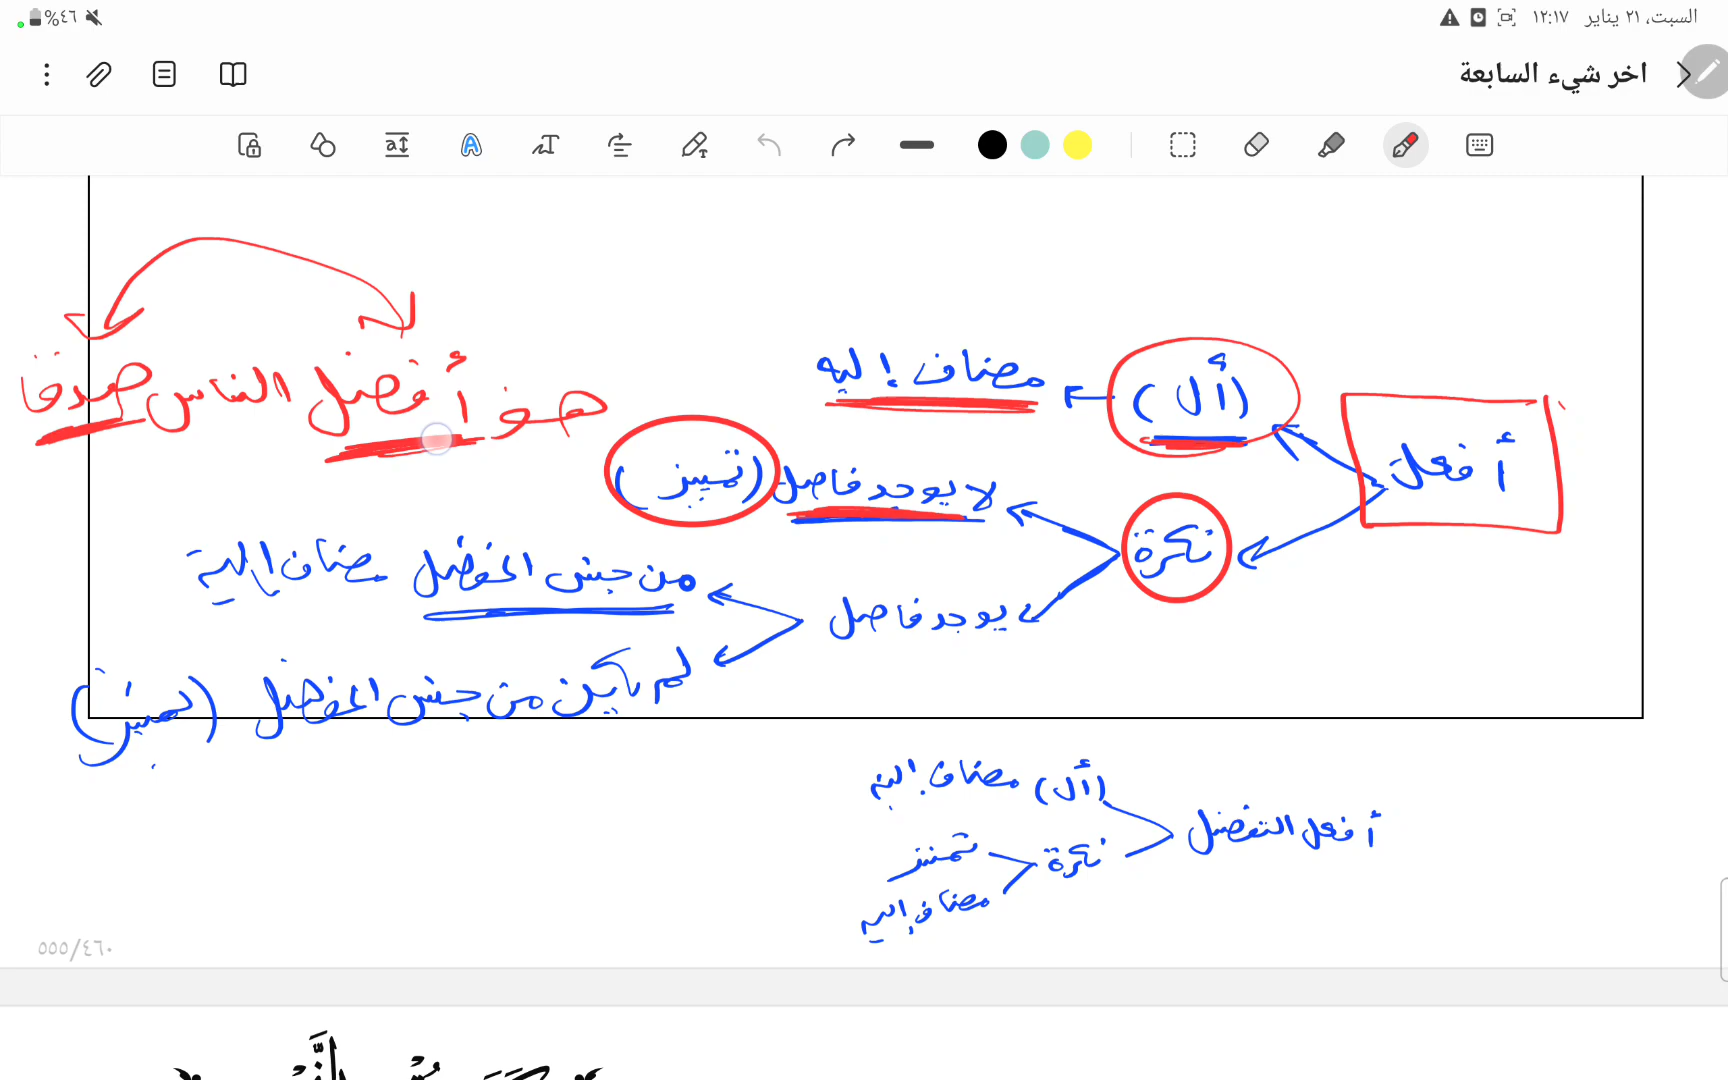 السبت، ٢١ يناير ١٢:١٧
%٤٦
اخر شيء السابعة
أفعل
(أل) ← مضاف إليه
هو أفضل الناس صدقا
نكرة
لا يوجد فاصل (تمييز)
يوجد فاصل
من جنس المفضل مضاف إليه
لم يكن من جنس المفضل (تمييز)
أفعل التفضيل
(أل) مضاف إليه
نكرة
تمييز
مضاف إليه
٥٥٥/٤٦٠